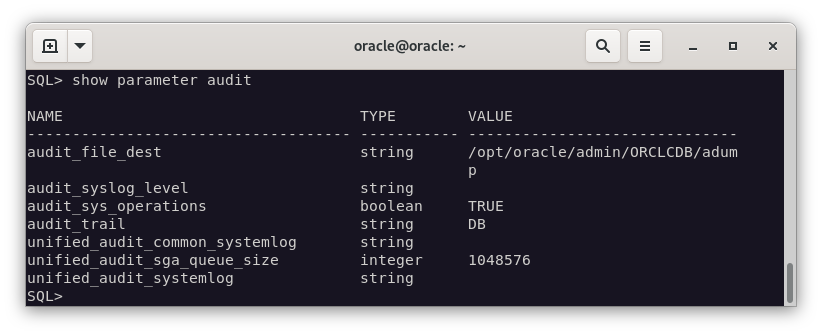 oracle@oracle: ~
SQL> show parameter audit
NAME                                 TYPE        VALUE
------------------------------------ ----------- ------------------------------
audit_file_dest                      string      /opt/oracle/admin/ORCLCDB/adum
                                                 p
audit_syslog_level                   string
audit_sys_operations                 boolean     TRUE
audit_trail                          string      DB
unified_audit_common_systemlog       string
unified_audit_sga_queue_size         integer     1048576
unified_audit_systemlog              string
SQL>